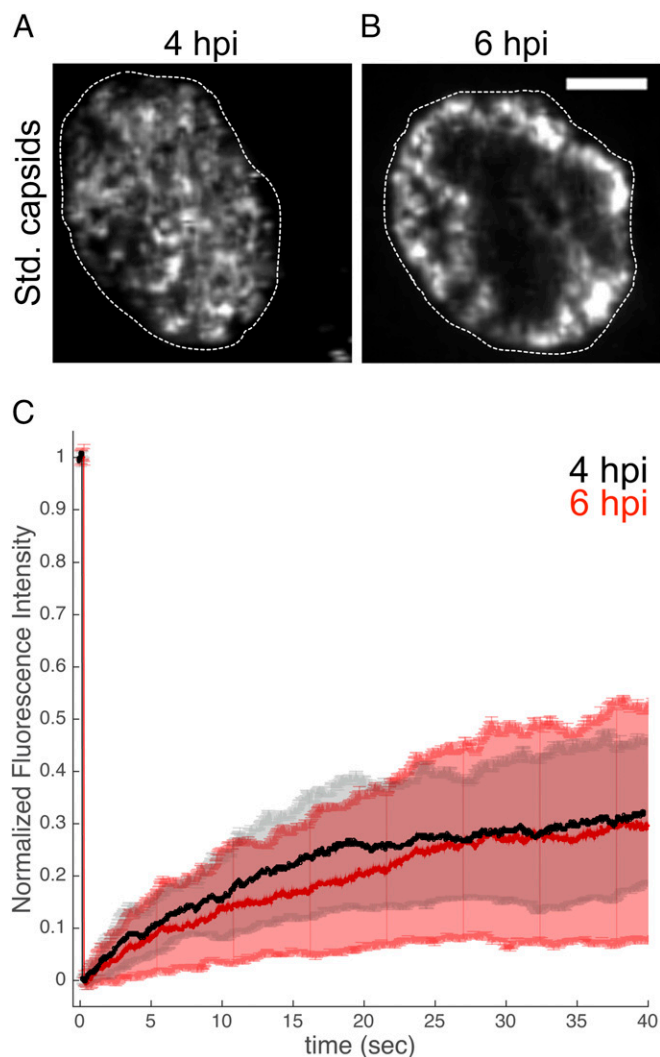 A
4 hpi
B
6 hpi
Std. capsids
C
4 hpi
6 hpi
Normalized Fluorescence Intensity
1
0.9
0.8
0.7
0.6
0.5
0.4
0.3
0.2
0.1
0
0
5
10
15
20
25
30
35
40
time (sec)